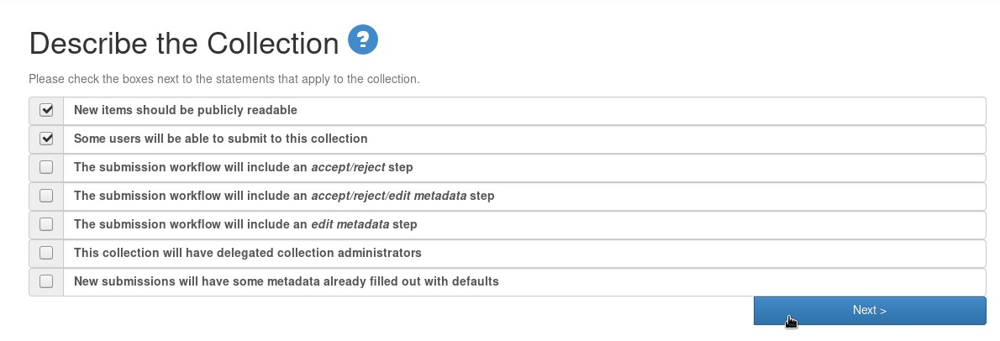 Describe the Collection ?
Please check the boxes next to the statements that apply to the collection.
New items should be publicly readable
Some users will be able to submit to this collection
The submission workflow will include an accept/reject step
The submission workflow will include an accept/reject/edit metadata step
The submission workflow will include an edit metadata step
This collection will have delegated collection administrators
New submissions will have some metadata already filled out with defaults
Next >